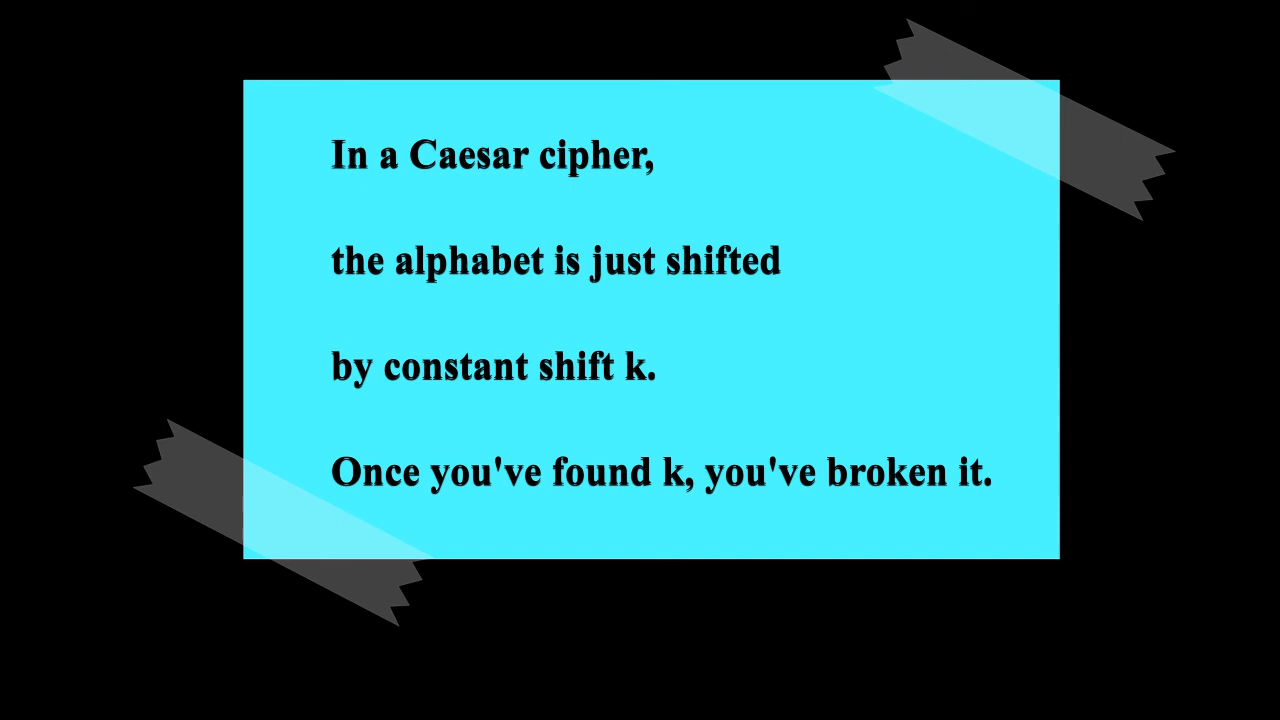 In a Caesar cipher,
the alphabet is just shifted
by constant shift k.
Once you've found k, you've broken it.